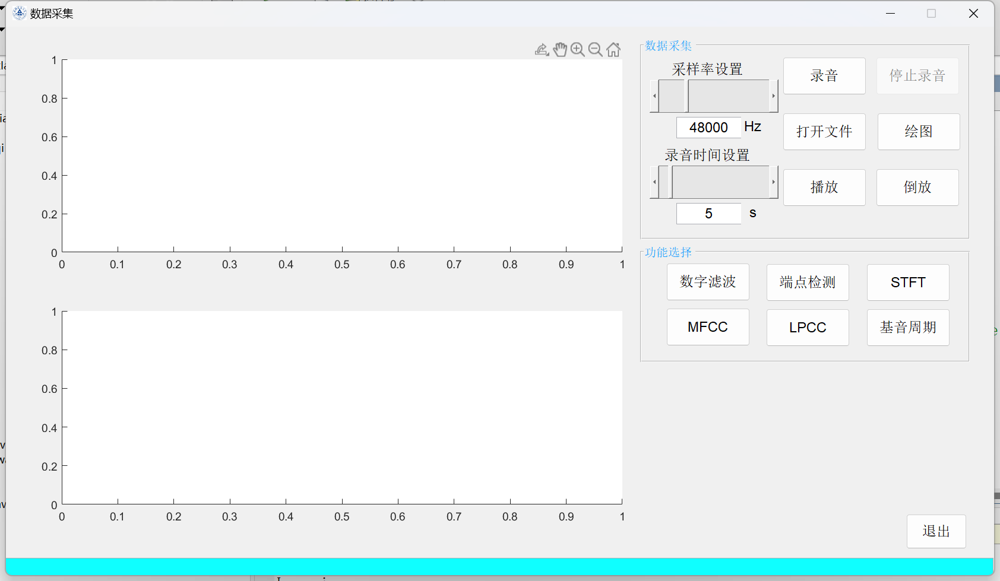 数据采集
1
0.8
0.6
0.4
0.2
0
0 0.1 0.2 0.3 0.4 0.5 0.6 0.7 0.8 0.9 1
1
0.8
0.6
0.4
0.2
0
0 0.1 0.2 0.3 0.4 0.5 0.6 0.7 0.8 0.9 1
数据采集
采样率设置
48000 Hz
录音时间设置
5 s
录音 停止录音
打开文件 绘图
播放 倒放
功能选择
数字滤波 端点检测 STFT
MFCC LPCC 基音周期
退出